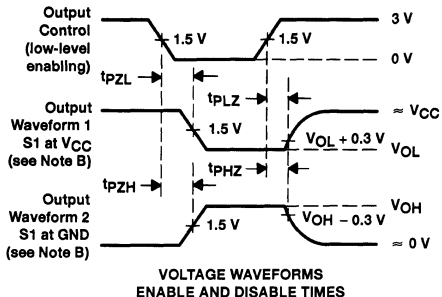 Output
Control
(low-level
enabling)
1.5 V
1.5 V
3 V
0 V
tPZL
tPLZ
Output
Waveform 1
S1 at VCC
(see Note B)
1.5 V
≈ VCC
VOL + 0.3 V
VOL
tPZH
tPHZ
Output
Waveform 2
S1 at GND
(see Note B)
1.5 V
VOH
VOH − 0.3 V
≈ 0 V
VOLTAGE WAVEFORMS
ENABLE AND DISABLE TIMES